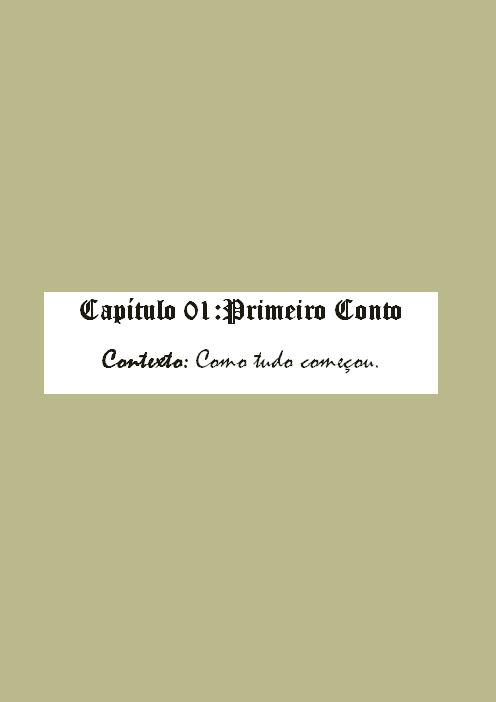 Capítulo 01:Primeiro Conto
Contexto: Como tudo começou.